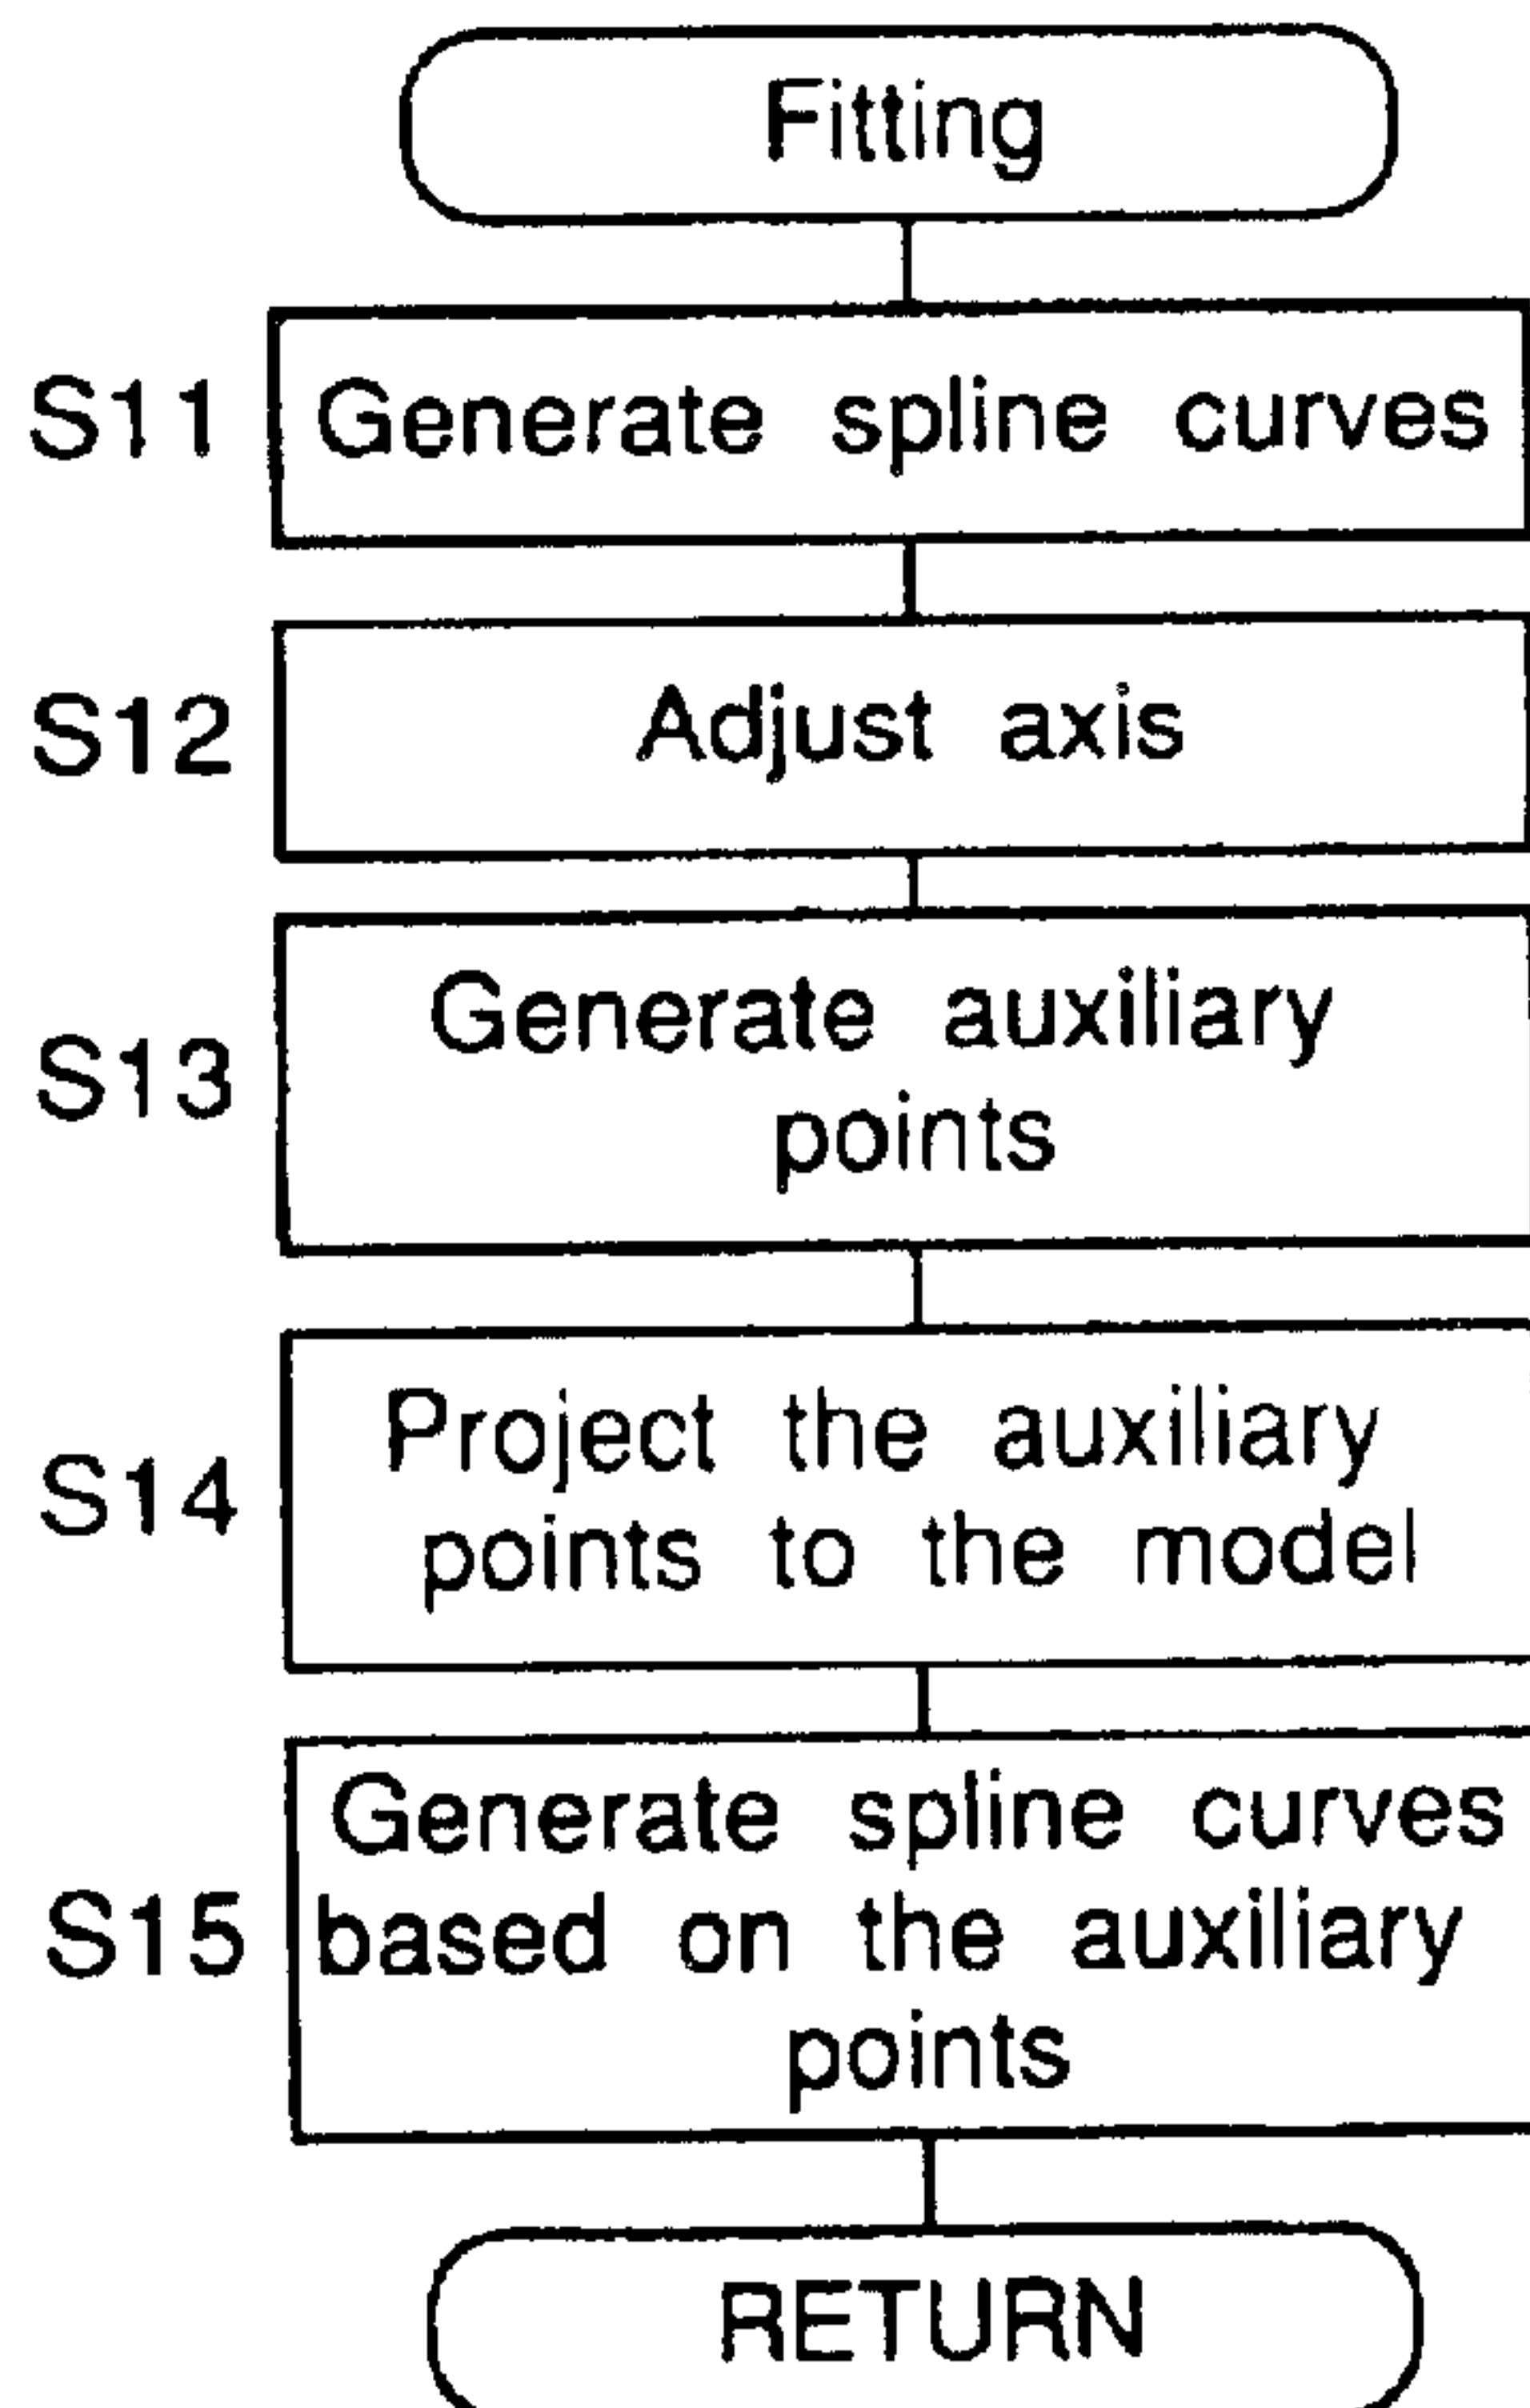 Fitting
S11 Generate spline curves
S12 Adjust axis
Generate auxiliary
S13
points
Project the auxiliary
S14
points to the model
Generate spline curves
S15 based on the auxiliary
points
RETURN